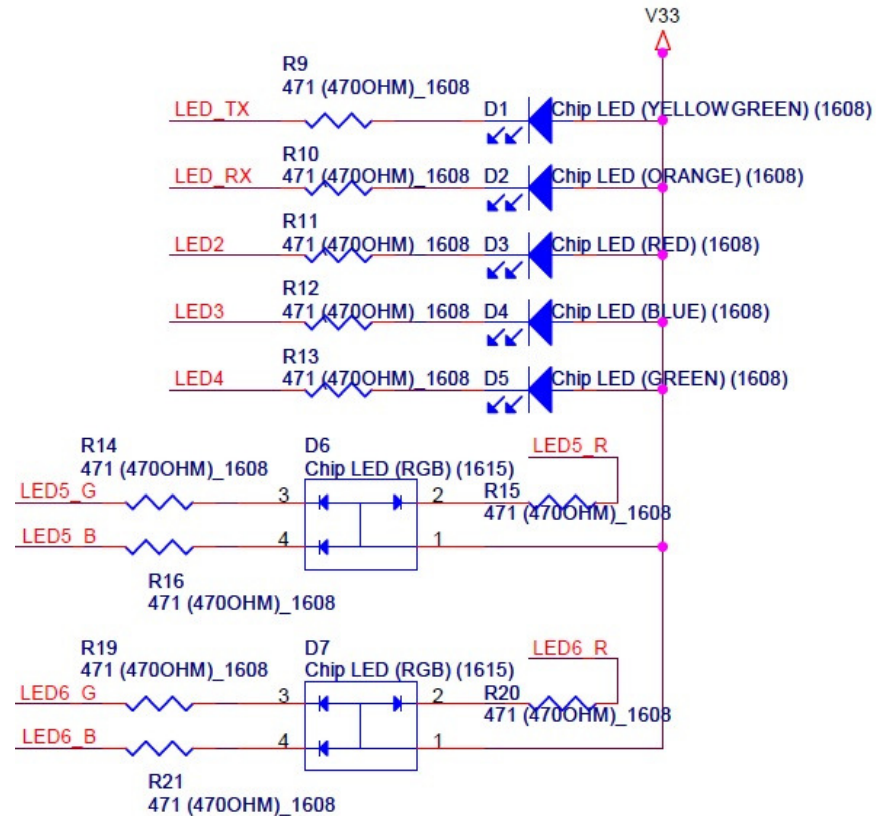 V33
R9
471 (470OHM)_1608
LED_TX
D1
Chip LED (YELLOWGREEN) (1608)
R10
LED_RX
471 (470OHM)_1608
D2
Chip LED (ORANGE) (1608)
R11
LED2
471 (470OHM)_1608
D3
Chip LED (RED) (1608)
R12
LED3
471 (470OHM)_1608
D4
Chip LED (BLUE) (1608)
R13
LED4
471 (470OHM)_1608
D5
Chip LED (GREEN) (1608)
R14
471 (470OHM)_1608
D6
Chip LED (RGB) (1615)
LED5_R
LED5_G
3
2
R15
471 (470OHM)_1608
LED5_B
4
1
R16
471 (470OHM)_1608
R19
471 (470OHM)_1608
D7
Chip LED (RGB) (1615)
LED6_R
LED6_G
3
2
R20
471 (470OHM)_1608
LED6_B
4
1
R21
471 (470OHM)_1608